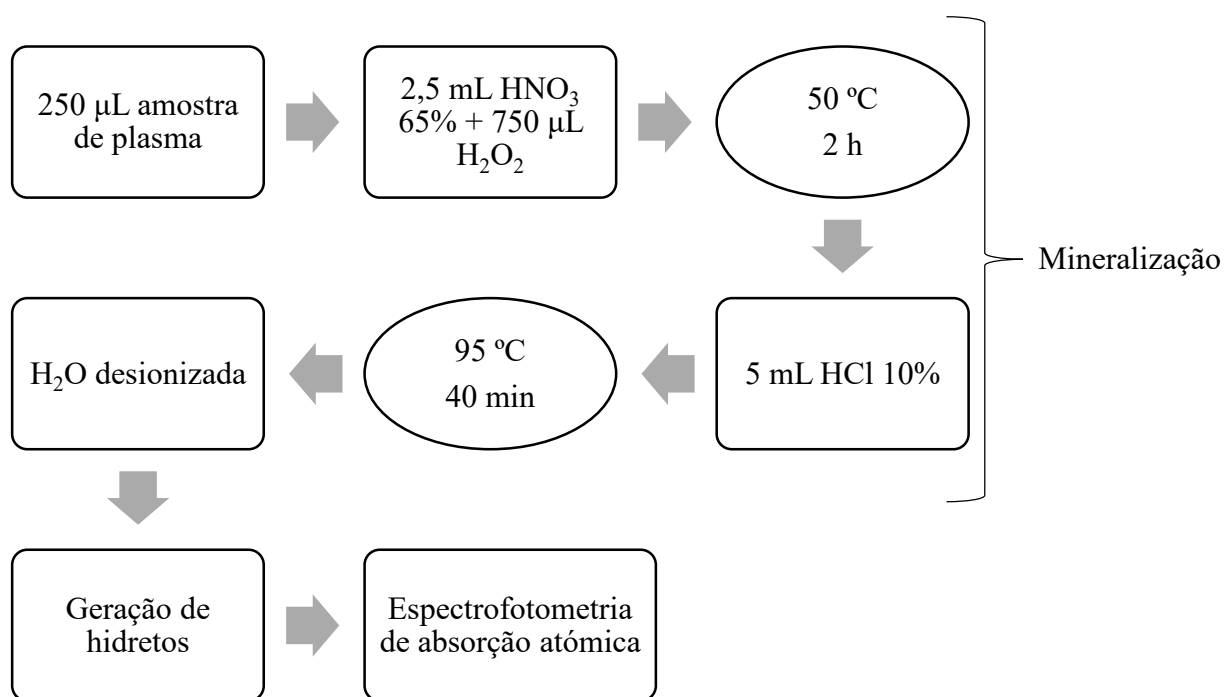 250 μL amostra
de plasma
2,5 mL HNO₃
65% + 750 μL
H₂O₂
50 ºC
2 h
Mineralização
5 mL HCl 10%
95 ºC
40 min
H₂O desionizada
Geração de
hidretos
Espectrofotometria
de absorção atómica